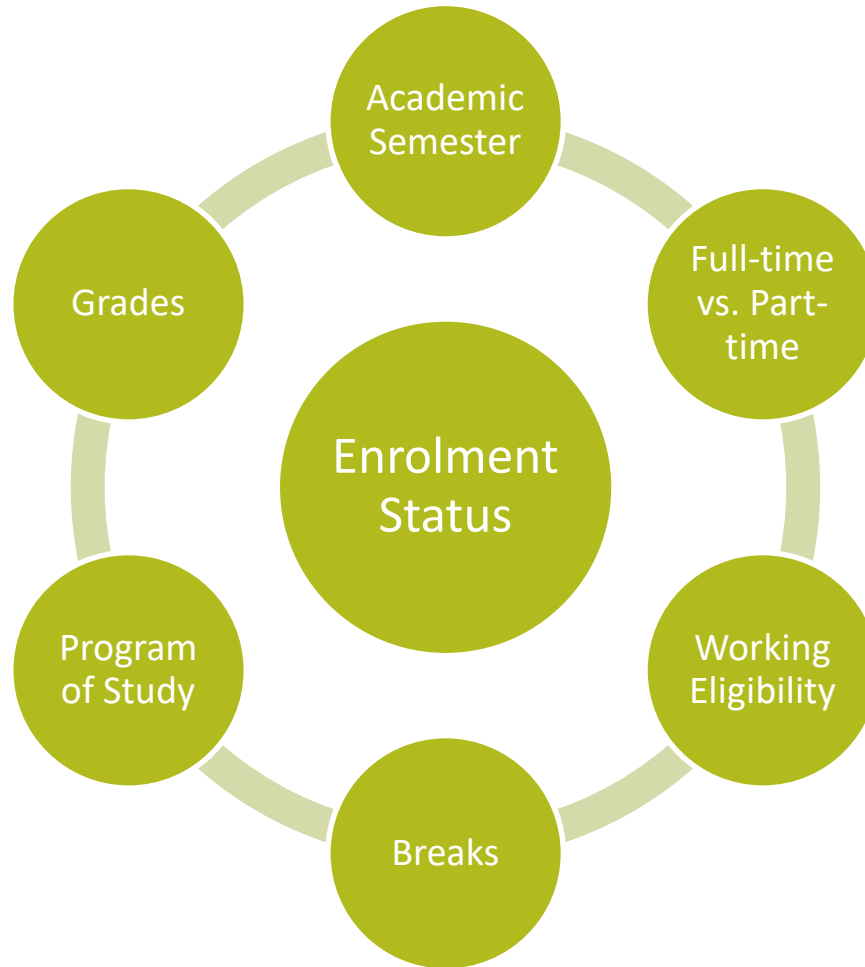 Academic
Semester
Full-time
vs. Part-
time
Working
Eligibility
Breaks
Program
of Study
Grades
Enrolment
Status